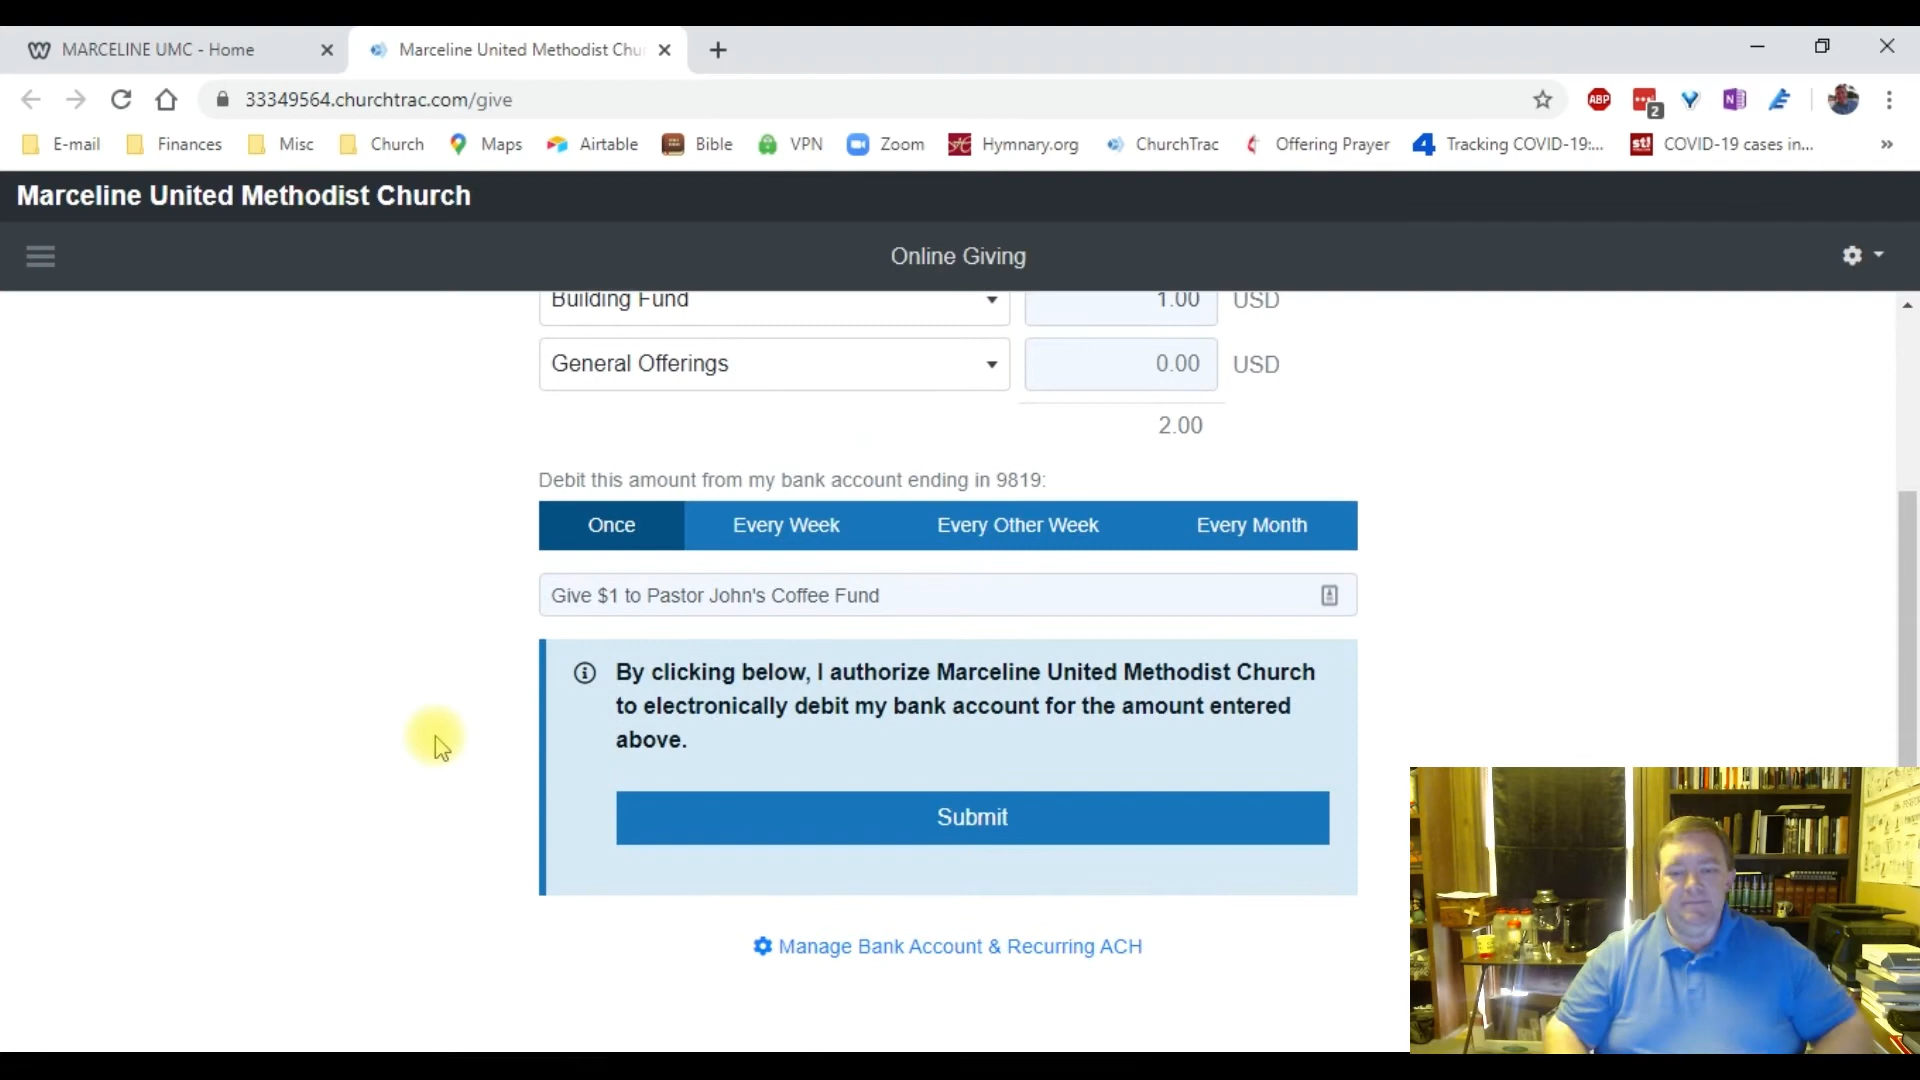 MARCELINE UMC - Home
Marceline United Methodist Chu
33349564.churchtrac.com/give
ABP
2
N
E-mail
Finances
Misc
Church
Maps
Airtable
Bible
VPN
Zoom
Hymnary.org
ChurchTrac
Offering Prayer
4
Tracking COVID-19:...
st!
COVID-19 cases in...
»
Marceline United Methodist Church
Online Giving
Building Fund
1.00
USD
General Offerings
0.00
USD
2.00
Debit this amount from my bank account ending in 9819:
Once
Every Week
Every Other Week
Every Month
Give $1 to Pastor John's Coffee Fund
By clicking below, I authorize Marceline United Methodist Church
to electronically debit my bank account for the amount entered
above.
Submit
Manage Bank Account & Recurring ACH